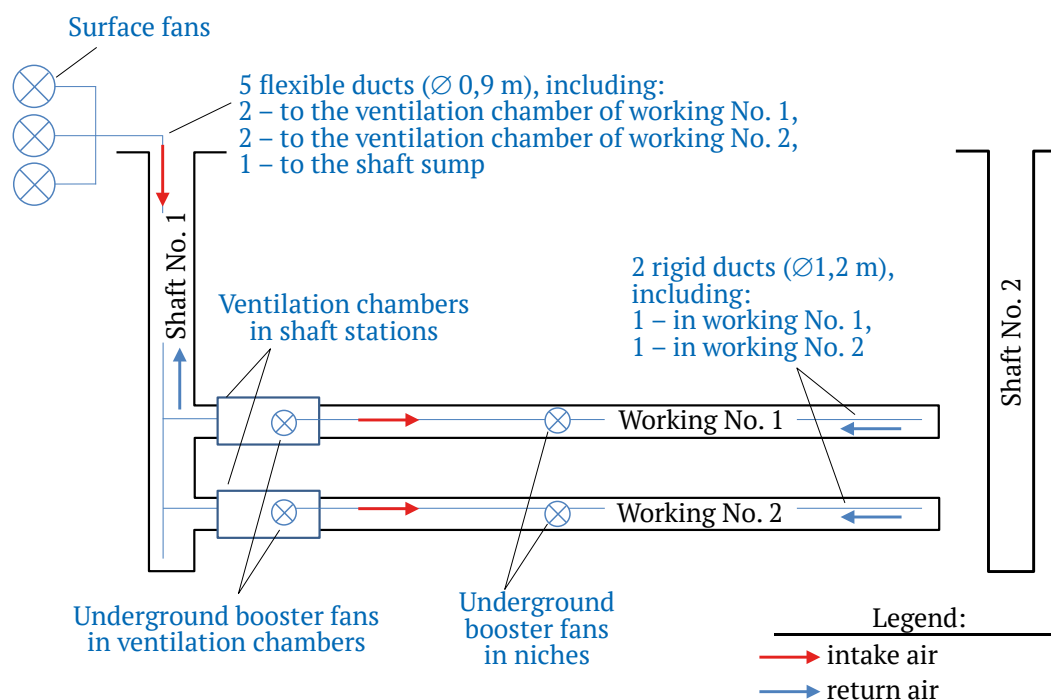 Surface fans
5 flexible ducts (∅ 0,9 m), including:
2 – to the ventilation chamber of working No. 1,
2 – to the ventilation chamber of working No. 2,
1 – to the shaft sump
Shaft No. 1
Ventilation chambers
in shaft stations
2 rigid ducts (∅1,2 m),
including:
1 – in working No. 1,
1 – in working No. 2
Shaft No. 2
Working No. 1
Working No. 2
Underground booster fans
in ventilation chambers
Underground
booster fans
in niches
Legend:
intake air
return air